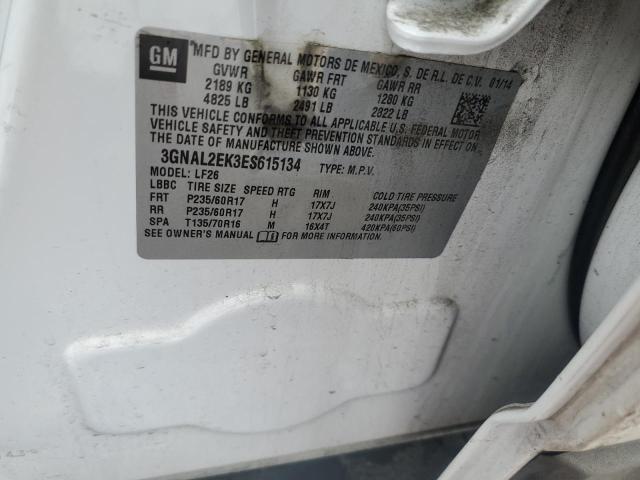 GM
MFD BY GENERAL MOTORS DE MEXICO, S. DE R.L. DE C.V. 01/14
GVWR GAWR FRT GAWR RR
2189 KG 1130 KG 1280 KG
4825 LB 2491 LB 2822 LB
THIS VEHICLE CONFORMS TO ALL APPLICABLE U.S. FEDERAL MOTOR
VEHICLE SAFETY AND THEFT PREVENTION STANDARDS IN EFFECT ON
THE DATE OF MANUFACTURE SHOWN ABOVE.
3GNAL2EK3ES615134 TYPE: M.P.V.
MODEL: LF26
LBBC TIRE SIZE SPEED RTG RIM COLD TIRE PRESSURE
FRT P235/60R17 H 17X7J 240KPA(35PSI)
RR P235/60R17 H 17X7J 240KPA(35PSI)
SPA T135/70R16 M 16X4T 420KPA(60PSI)
SEE OWNER'S MANUAL FOR MORE INFORMATION.